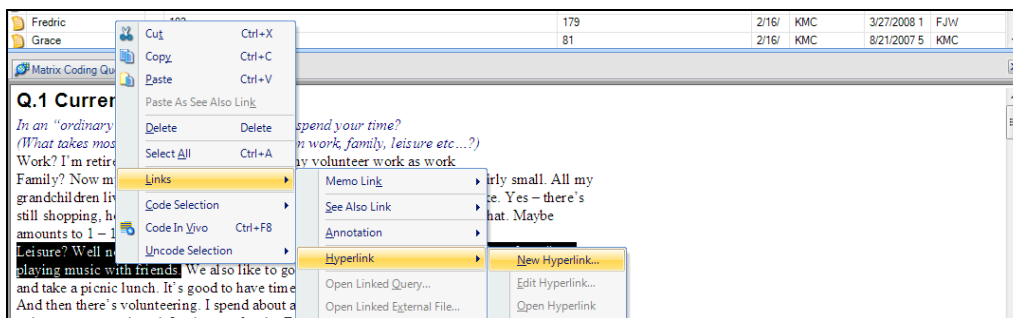 Fredric 179 2/16/ KMC 3/27/2008 1 FJW
Grace 81 2/16/ KMC 8/21/2007 5 KMC
Matrix Coding Qu
Q.1 Curren
In an "ordinary spend your time?
(What takes mos n work, family, leisure etc…?)
Work? I'm retire my volunteer work as work
Family? Now m irly small. All my
grandchildren liv ce. Yes – there's
still shopping, h hat. Maybe
amounts to 1 – 1
Leisure? Well n
playing music with friends. We also like to go
and take a picnic lunch. It's good to have time
And then there's volunteering. I spend about a
Cut Ctrl+X
Copy Ctrl+C
Paste Ctrl+V
Paste As See Also Link
Delete Delete
Select All Ctrl+A
Links
Code Selection
Code In Vivo Ctrl+F8
Uncode Selection
Memo Link
See Also Link
Annotation
Hyperlink
Open Linked Query...
Open Linked External File...
New Hyperlink...
Edit Hyperlink...
Open Hyperlink